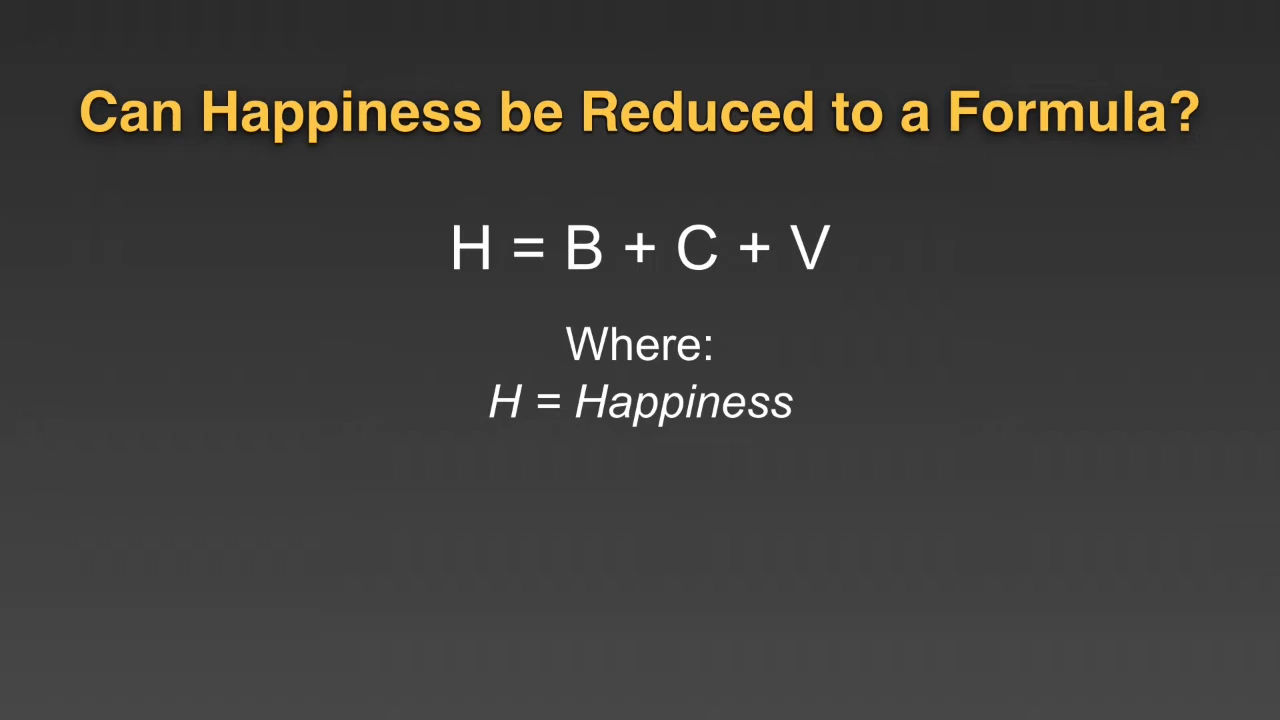 Can Happiness be Reduced to a Formula?
H = B + C + V
Where:
H = Happiness